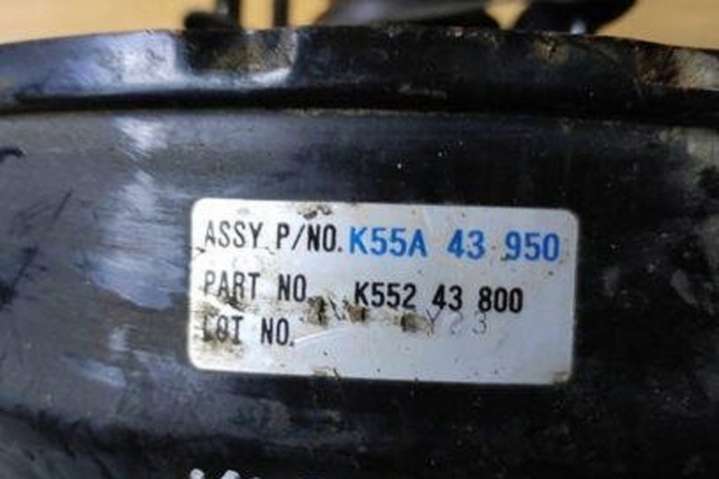 ASSY P/NO. K55A 43 950
PART NO. K552 43 800
LOT NO.